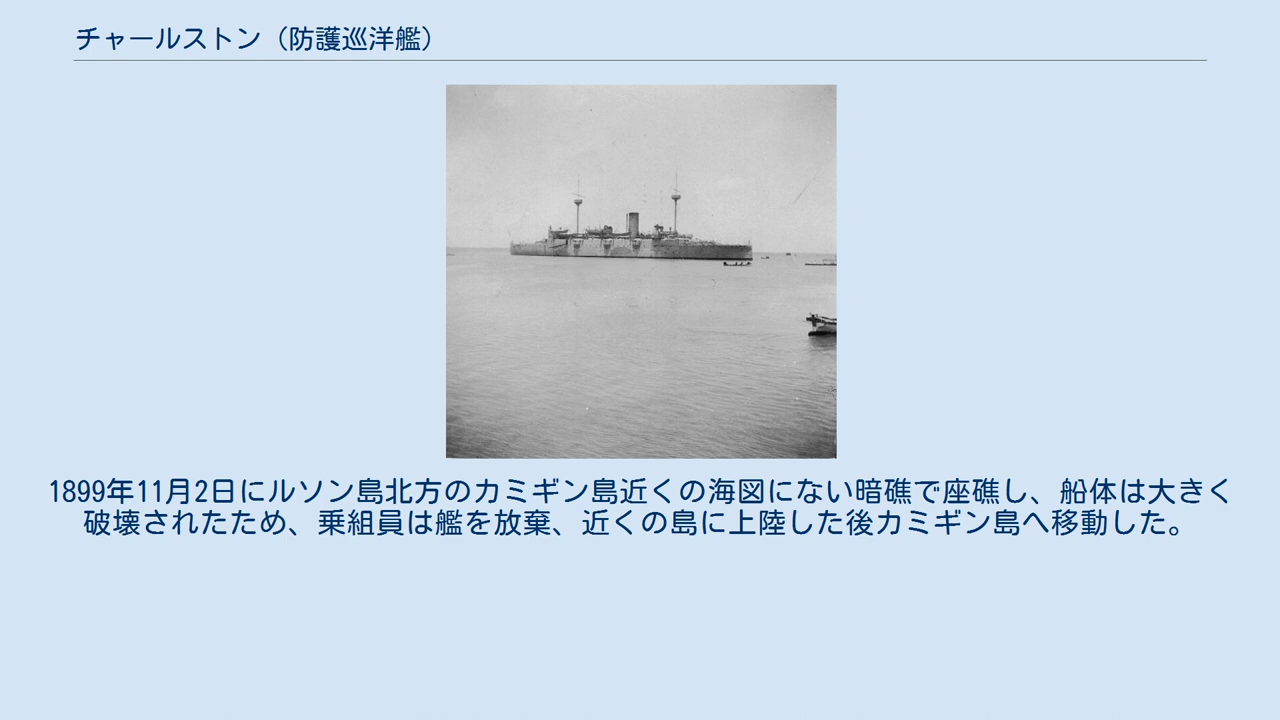 チャールストン（防護巡洋艦）
1899年11月2日にルソン島北方のカミギン島近くの海図にない暗礁で座礁し、船体は大きく
破壊されたため、乗組員は艦を放棄、近くの島に上陸した後カミギン島へ移動した。